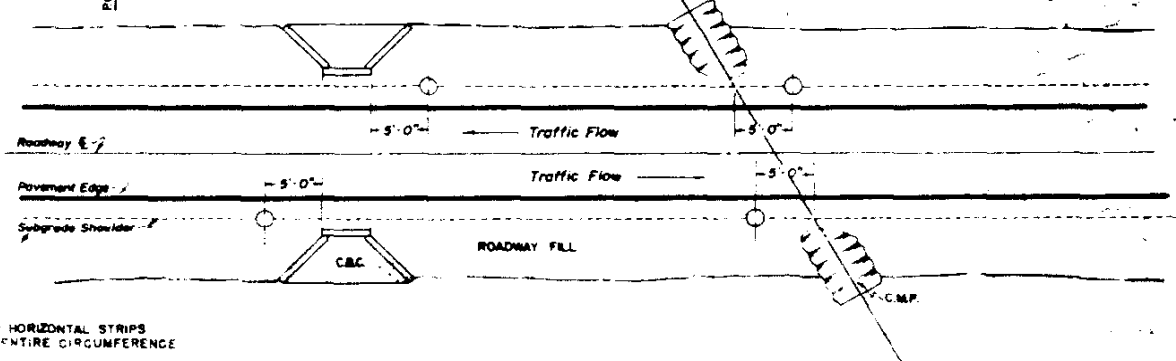 5'-0" Traffic Flow 5'-0"
Roadway ℄
Traffic Flow 5'-0"
Pavement Edge 5'-0"
Subgrade Shoulder
ROADWAY FILL
C.B.C.
C.M.P.
HORIZONTAL STRIPS
ENTIRE CIRCUMFERENCE